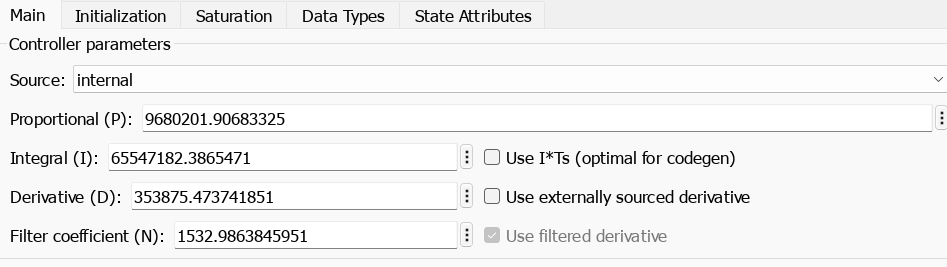 Main Initialization Saturation Data Types State Attributes
Controller parameters
Source: internal
Proportional (P): 9680201.90683325
Integral (I): 65547182.3865471 Use I*Ts (optimal for codegen)
Derivative (D): 353875.473741851 Use externally sourced derivative
Filter coefficient (N): 1532.9863845951 Use filtered derivative